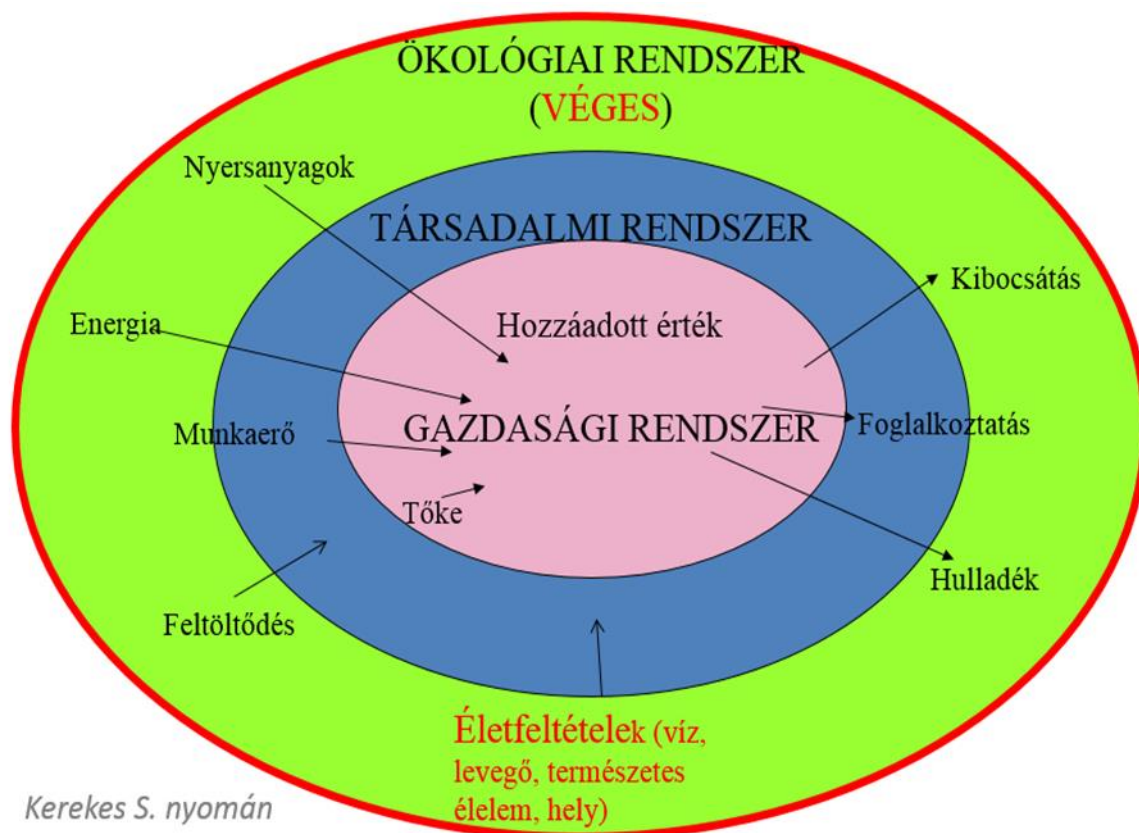 ÖKOLÓGIAI RENDSZER
(VÉGES)
Nyersanyagok
TÁRSADALMI RENDSZER
Kibocsátás
Energia
Hozzáadott érték
Munkaerő
GAZDASÁGI RENDSZER
Foglalkoztatás
Tőke
Hulladék
Feltöltődés
Életfeltételek (víz,
levegő, természetes
élelem, hely)
Kerekes S. nyomán